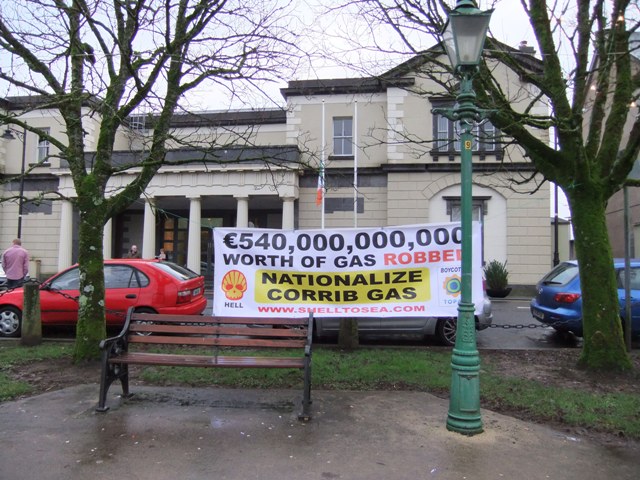 €540,000,000,000
WORTH OF GAS ROBBED
NATIONALIZE
CORRIB GAS
HELL
WWW.SHELLTOSEA.COM
BOYCOTT